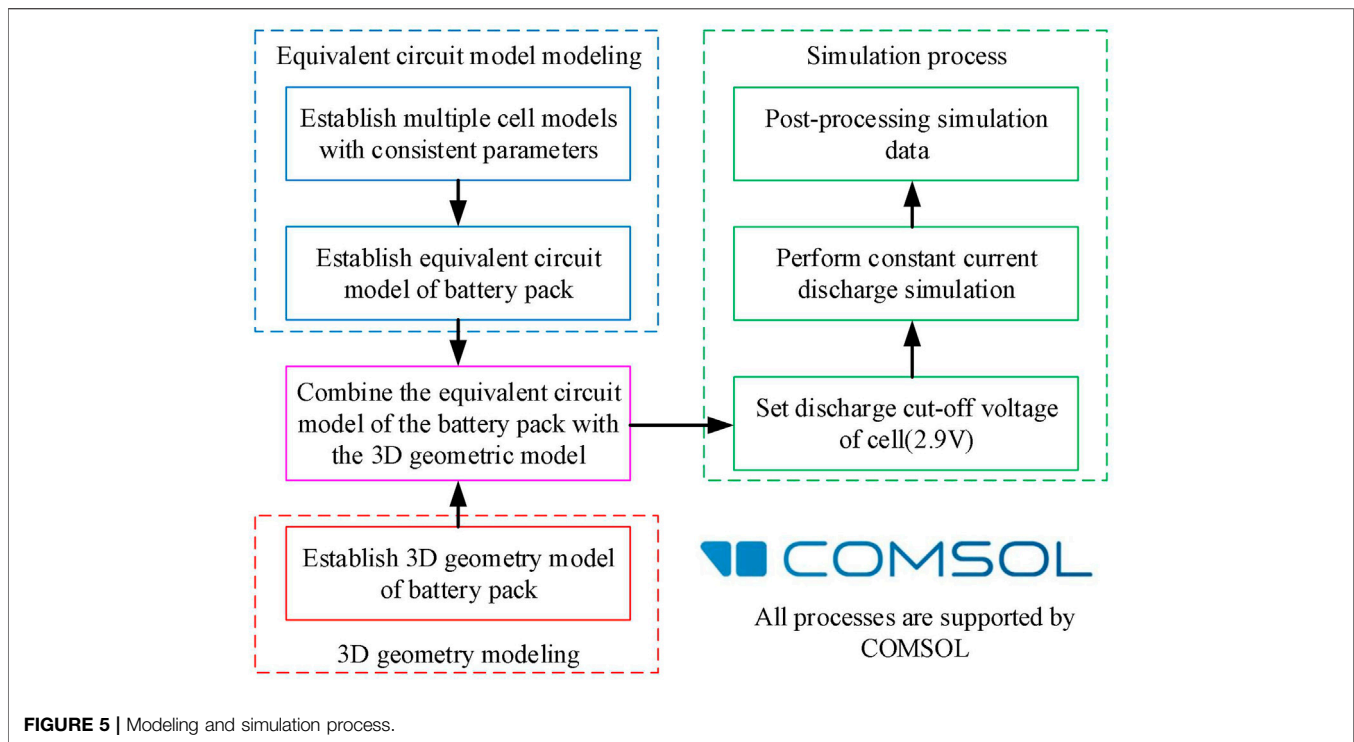 Equivalent circuit model modeling
Establish multiple cell models
with consistent parameters
Establish equivalent circuit
model of battery pack
Combine the equivalent circuit
model of the battery pack with
the 3D geometric model
Establish 3D geometry model
of battery pack
3D geometry modeling
Simulation process
Post-processing simulation
data
Perform constant current
discharge simulation
Set discharge cut-off voltage
of cell(2.9V)
COMSOL
All processes are supported by
COMSOL
FIGURE 5 | Modeling and simulation process.